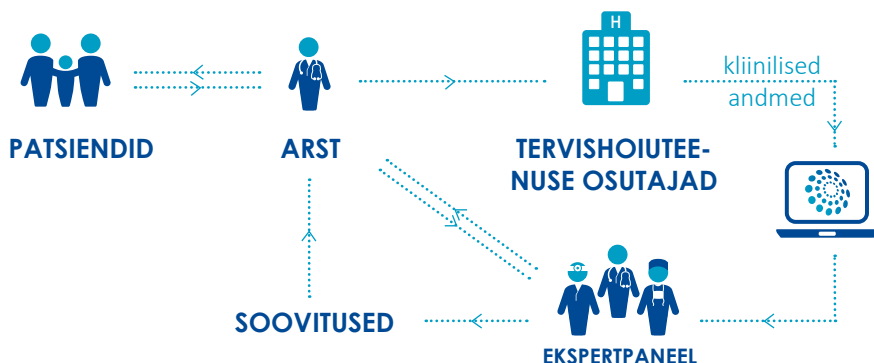 H
kliinilised
andmed
PATSIENDID
ARST
TERVISHOIUTEE-
NUSE OSUTAJAD
SOOVITUSED
EKSPERTPANEEL